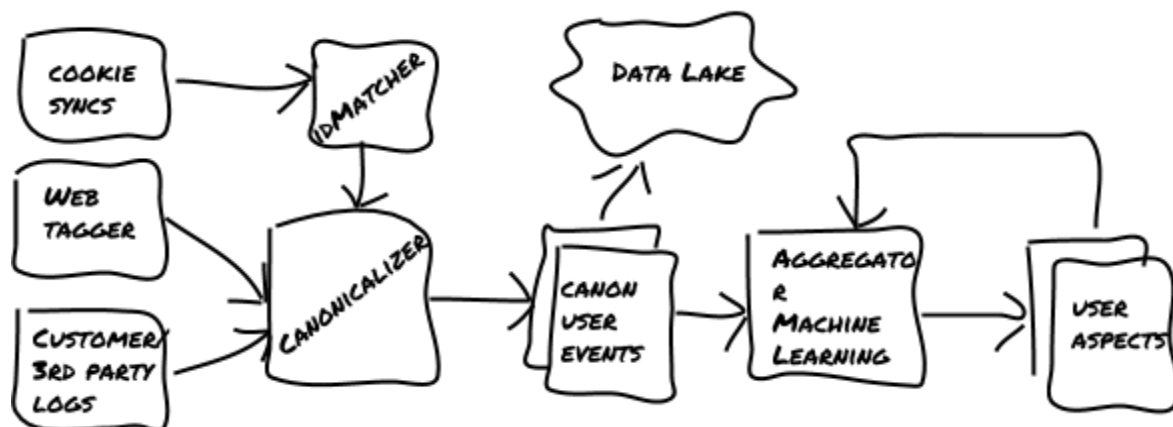 COOKIE
SYNCS
IDMATCHER
DATA LAKE
WEB
TAGGER
CANONICALIZER
CUSTOMER/
3RD PARTY
LOGS
CANON
USER
EVENTS
AGGREGATO
R
MACHINE
LEARNING
USER
ASPECTS